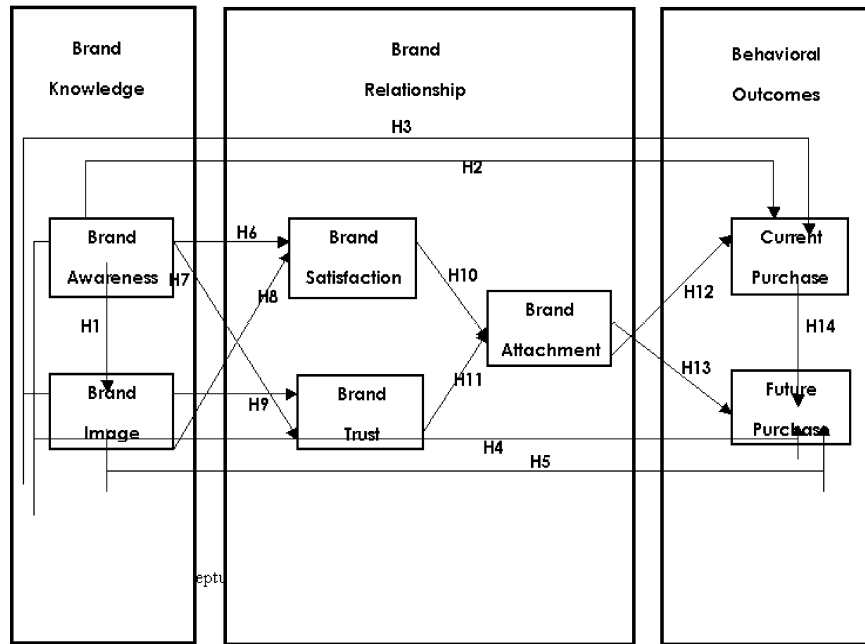 Brand
Knowledge
Brand
Relationship
Behavioral
Outcomes
H3
H2
Brand
Awareness
H6
H7
H8
Brand
Satisfaction
H10
Current
Purchase
H12
H1
Brand
Attachment
H14
H13
H11
Brand
Image
H9
Brand
Trust
Future
Purchase
H4
H5
eptu